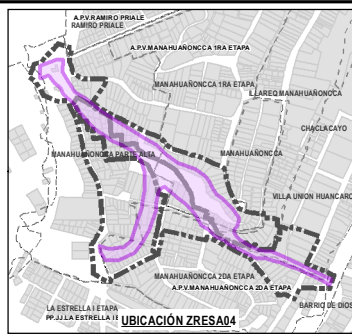 A.P.V.RAMIRO PRIALE
RAMIRO PRIALE
A.P.V.MANAHUAÑONCCA 1RA ETAPA
MANAHUAÑONCCA 1RA ETAPA
LLAREQ MANAHUAÑONCA
CHACLACAYO
MANAHUAÑONCCA PARTE ALTA
MANAHUAÑONCCA
VILLA UNION HUANCARO
MANAHUAÑONCCA 2DA ETAPA
A.P.V.MANAHUAÑONCCA 2DA ETAPA
BARRIO DE DIOS
LA ESTRELLA I ETAPA
PP.JJ.LA ESTRELLA I E
UBICACIÓN ZRESA04